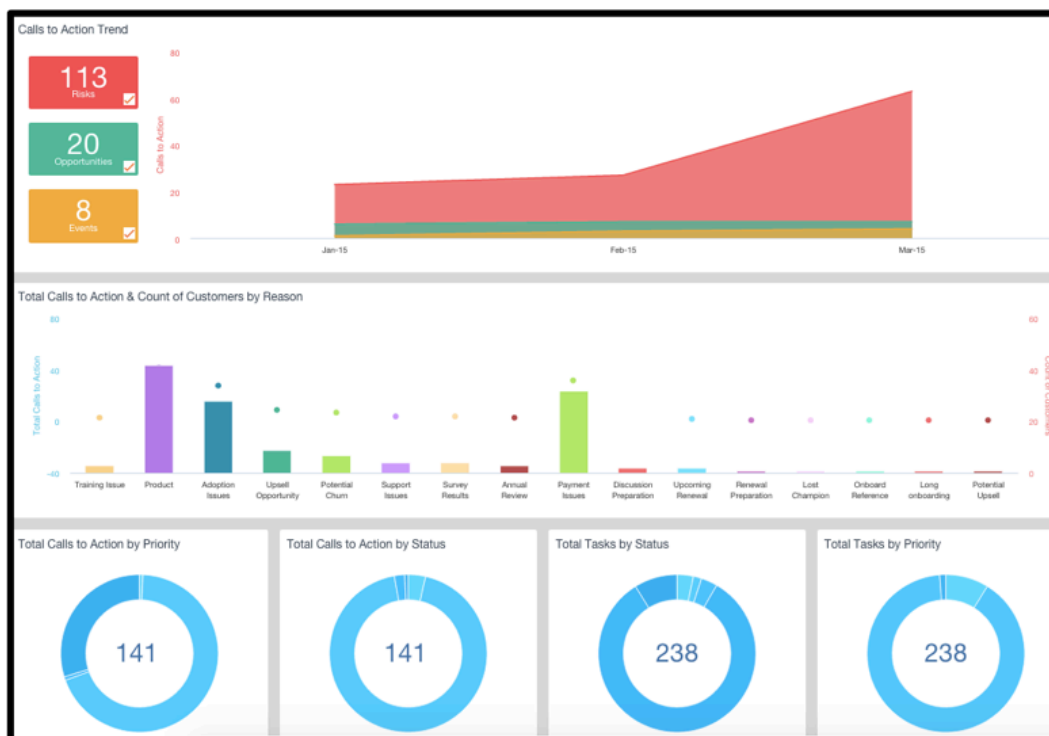 Calls to Action Trend
113
Risks
20
Opportunities
8
Events
Calls to Action
80
60
40
20
0
Jan-15
Feb-15
Mar-15
Total Calls to Action & Count of Customers by Reason
Total Calls to Action
80
40
0
-40
60
40
20
0
Count of Customers
Training Issue
Product
Adoption
Issues
Upsell
Opportunity
Potential
Churn
Support
Issues
Survey
Results
Annual
Review
Payment
Issues
Discussion
Preparation
Upcoming
Renewal
Renewal
Preparation
Lost
Champion
Onboard
Reference
Long
onboarding
Potential
Upsell
Total Calls to Action by Priority
141
Total Calls to Action by Status
141
Total Tasks by Status
238
Total Tasks by Priority
238